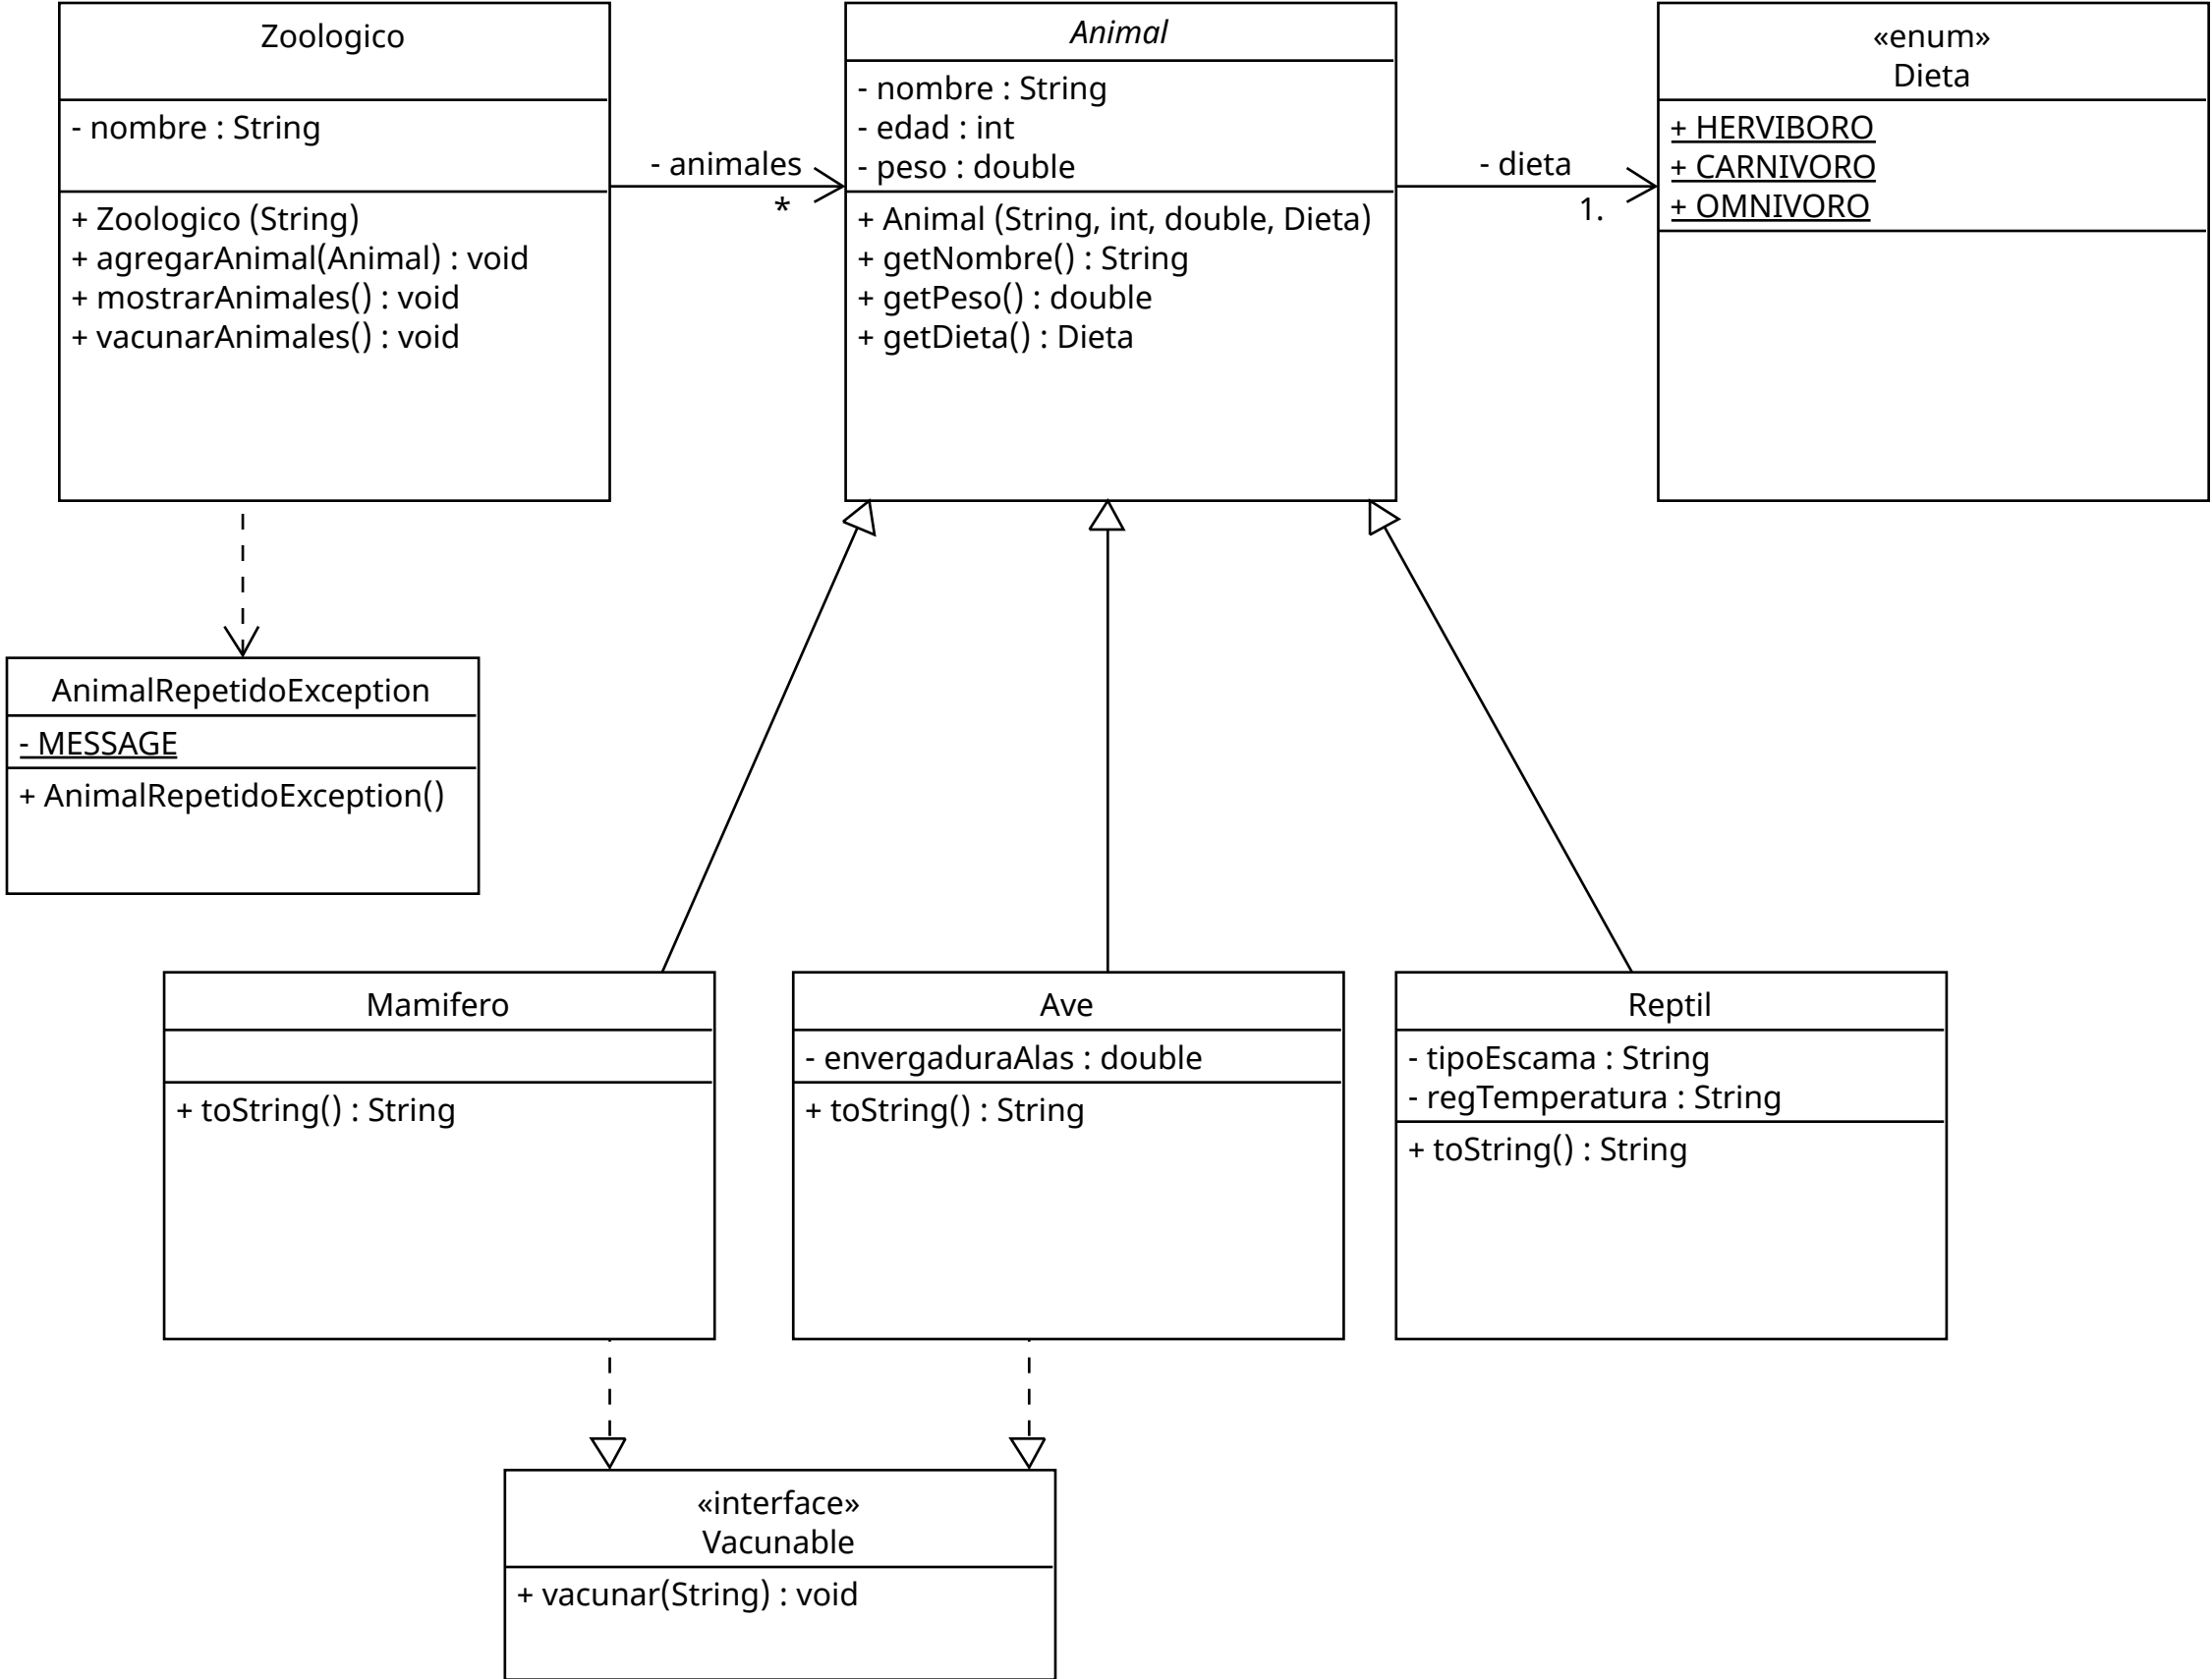 Zoologico
- nombre : String
+ Zoologico (String)
+ agregarAnimal(Animal) : void
+ mostrarAnimales() : void
+ vacunarAnimales() : void
- animales
*
Animal
- nombre : String
- edad : int
- peso : double
+ Animal (String, int, double, Dieta)
+ getNombre() : String
+ getPeso() : double
+ getDieta() : Dieta
- dieta
1.
«enum»
Dieta
+ HERVIBORO
+ CARNIVORO
+ OMNIVORO
AnimalRepetidoException
- MESSAGE
+ AnimalRepetidoException()
Mamifero
+ toString() : String
Ave
- envergaduraAlas : double
+ toString() : String
Reptil
- tipoEscama : String
- regTemperatura : String
+ toString() : String
«interface»
Vacunable
+ vacunar(String) : void